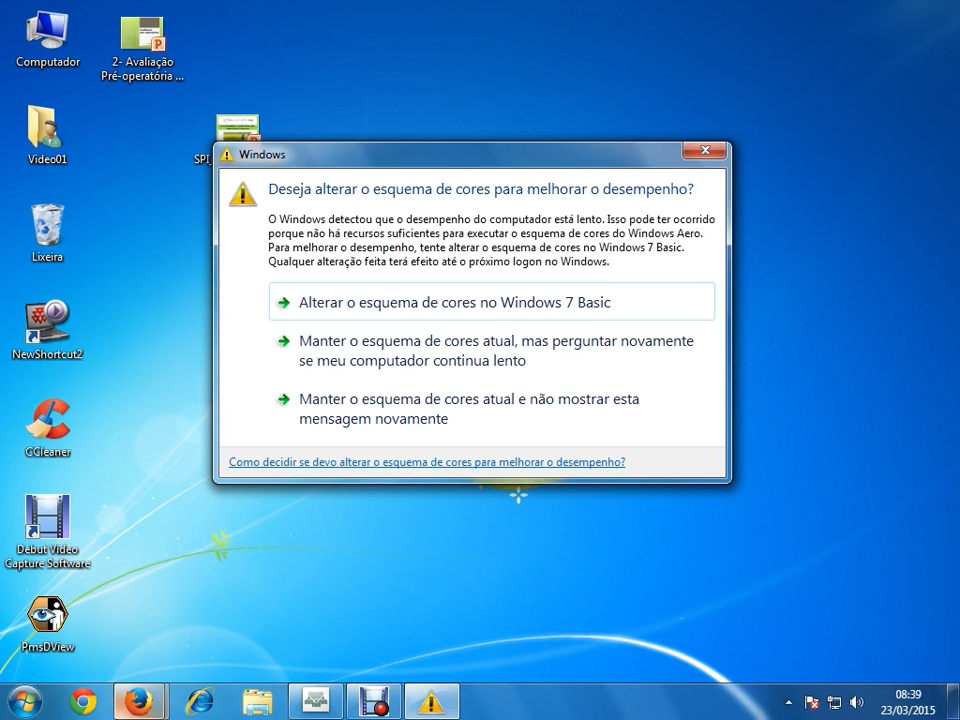 Computador
2- Avaliação
Pré-operatória ...
Video01
SPI_
Lixeira
NewShortcut2
CCleaner
Debut Video
Capture Software
PmsDView
Windows
Deseja alterar o esquema de cores para melhorar o desempenho?
O Windows detectou que o desempenho do computador está lento. Isso pode ter ocorrido
porque não há recursos suficientes para executar o esquema de cores do Windows Aero.
Para melhorar o desempenho, tente alterar o esquema de cores no Windows 7 Basic.
Qualquer alteração feita terá efeito até o próximo logon no Windows.
Alterar o esquema de cores no Windows 7 Basic
Manter o esquema de cores atual, mas perguntar novamente
se meu computador continua lento
Manter o esquema de cores atual e não mostrar esta
mensagem novamente
Como decidir se devo alterar o esquema de cores para melhorar o desempenho?
08:39
23/03/2015